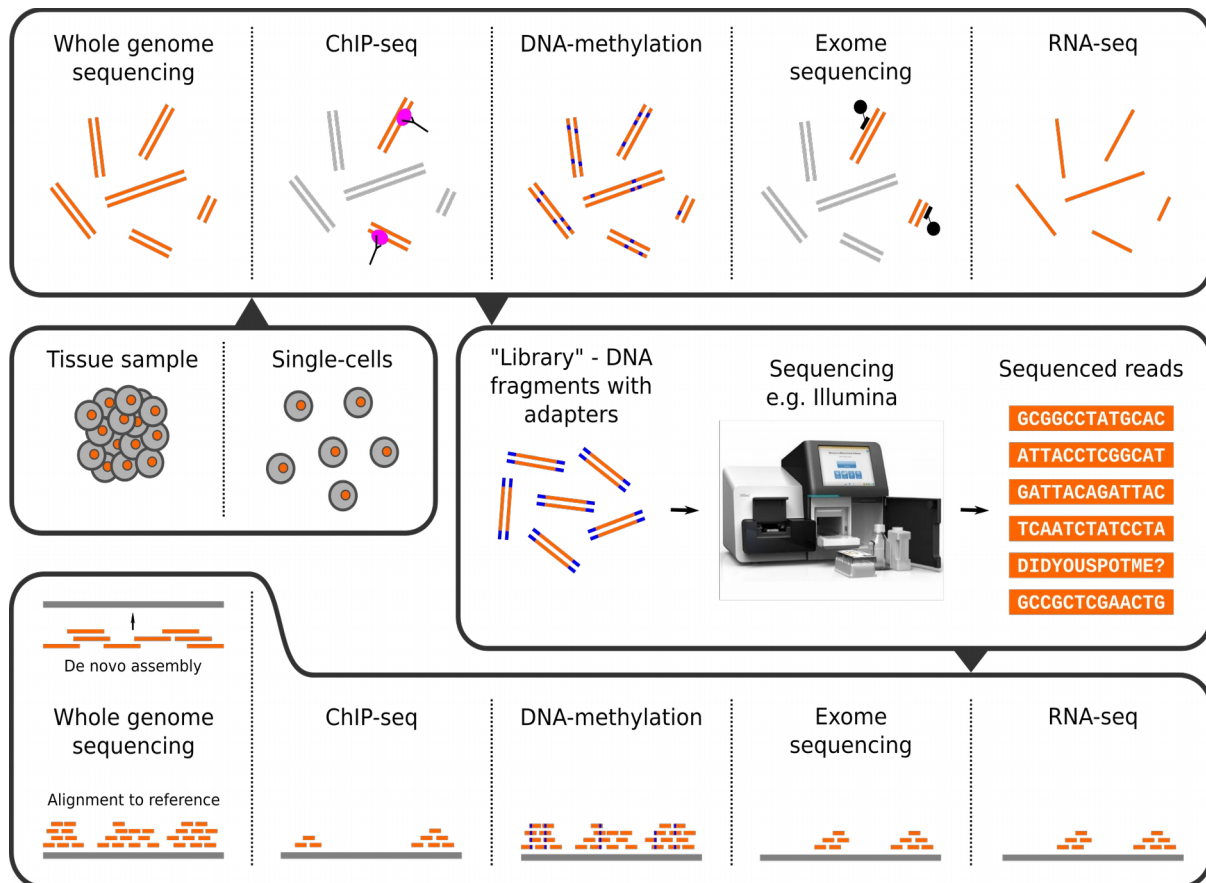 Whole genome
sequencing
ChIP-seq
DNA-methylation
Exome
sequencing
RNA-seq
Tissue sample
Single-cells
"Library" - DNA
fragments with
adapters
Sequencing
e.g. Illumina
Sequenced reads
GCGGCCTATGCAC
ATTACCTCGGCAT
GATTACAGATTAC
TCAATCTATCCTA
DIDYOUSPOTME?
GCCGCTCGAACTG
De novo assembly
Whole genome
sequencing
Alignment to reference
ChIP-seq
DNA-methylation
Exome
sequencing
RNA-seq